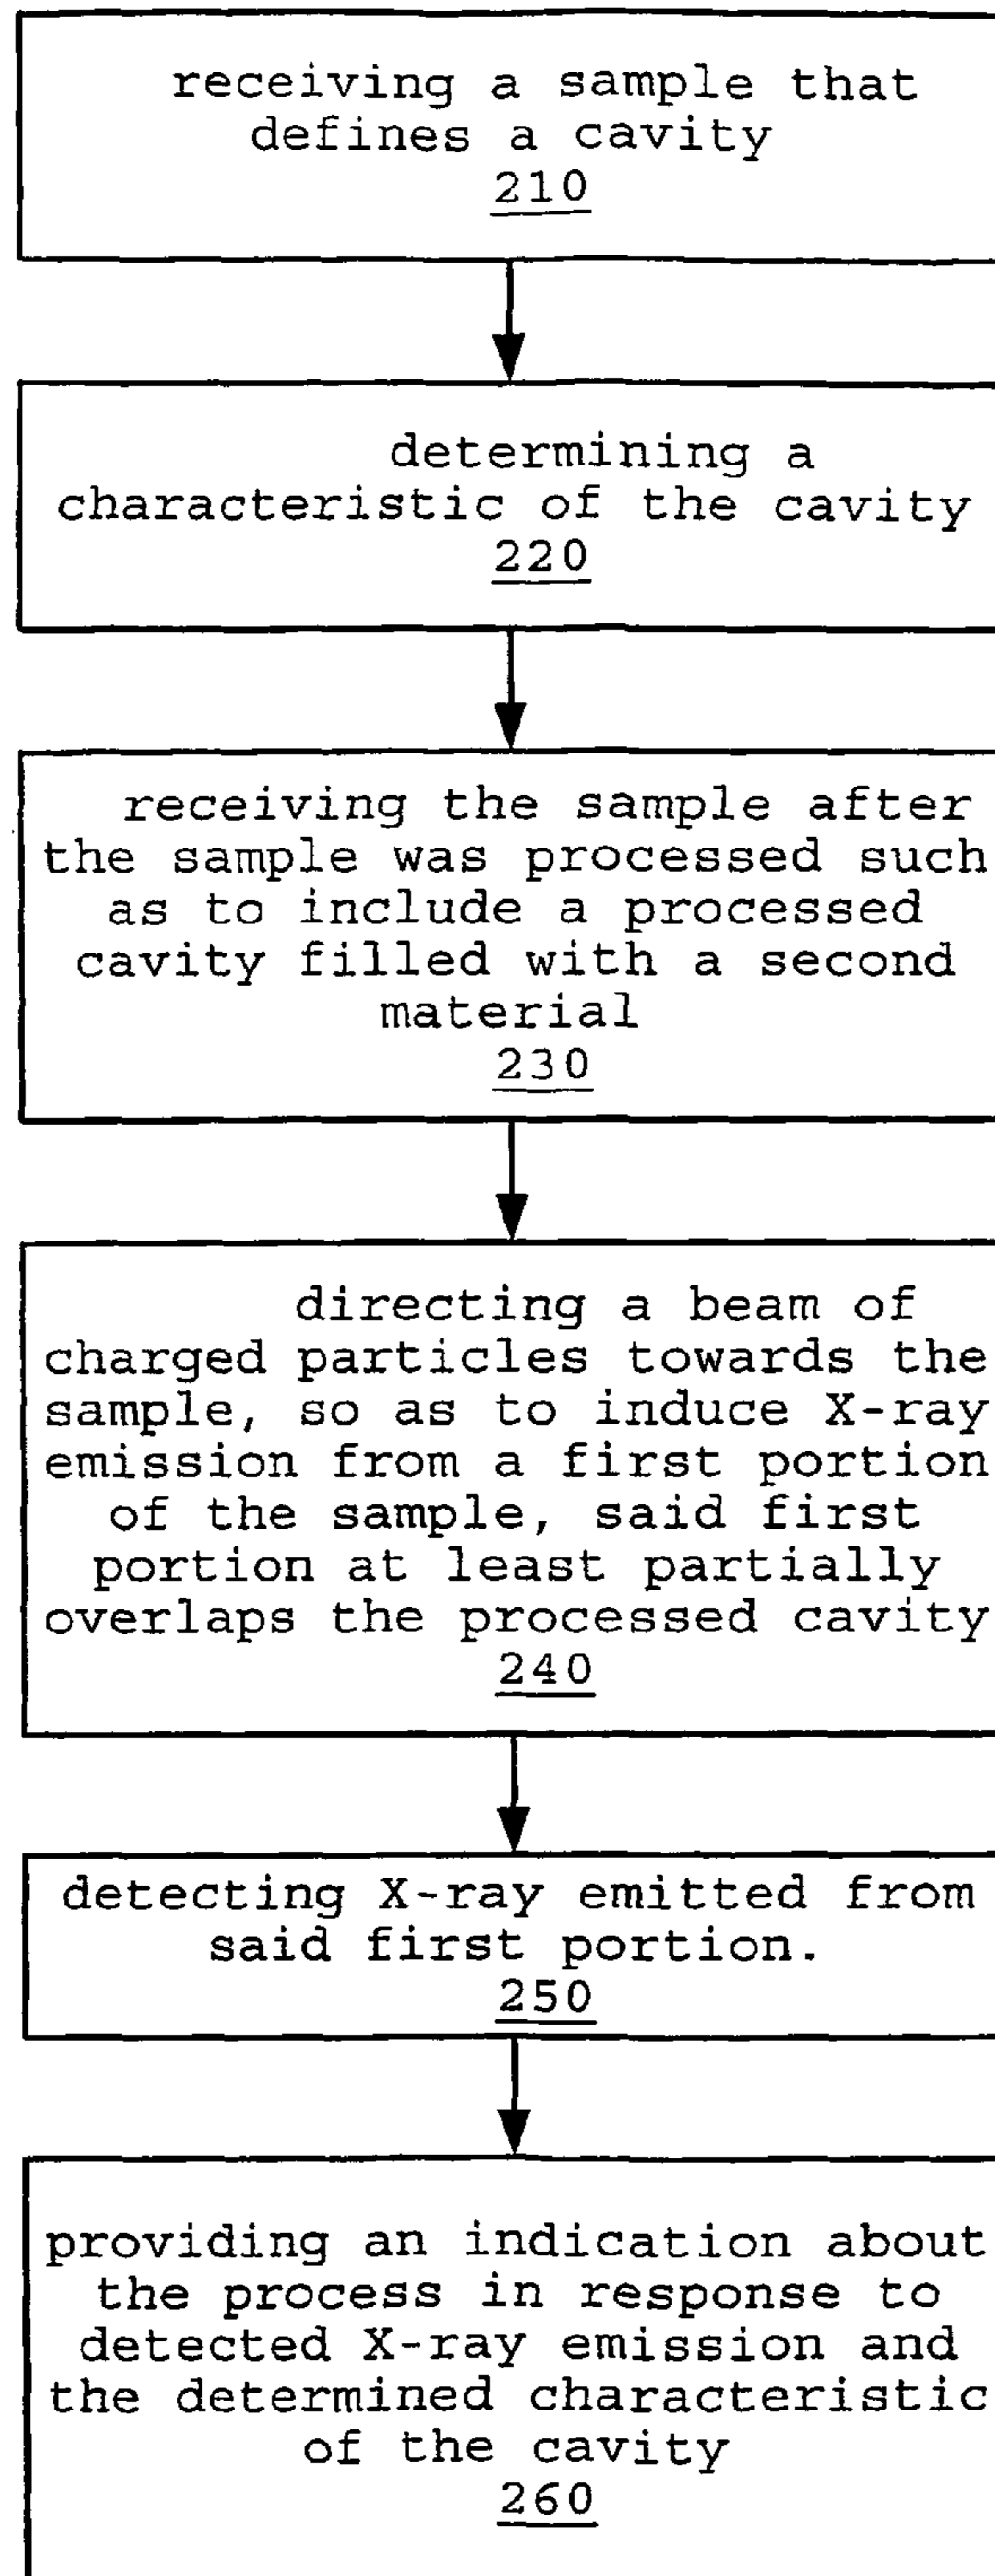 receiving a sample that
defines a cavity
210
determining a
characteristic of the cavity
220
receiving the sample after
the sample was processed such
as to include a processed
cavity filled with a second
material
230
directing a beam of
charged particles towards the
sample, so as to induce X-ray
emission from a first portion
of the sample, said first
portion at least partially
overlaps the processed cavity
240
detecting X-ray emitted from
said first portion.
250
providing an indication about
the process in response to
detected X-ray emission and
the determined characteristic
of the cavity
260